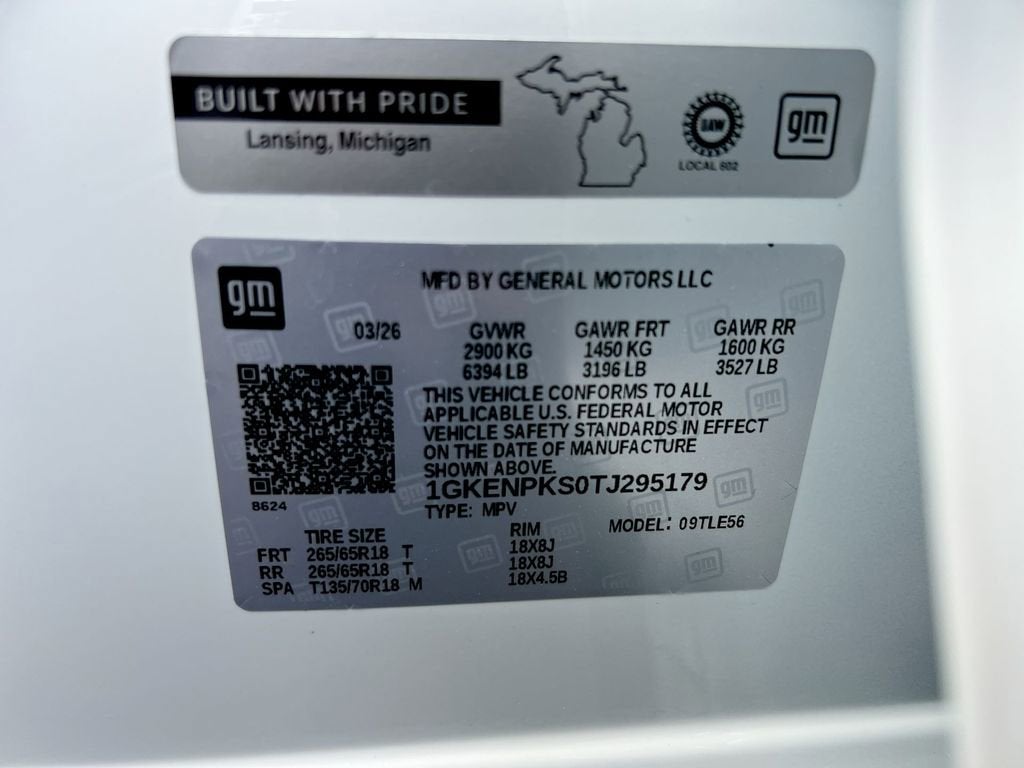 BUILT WITH PRIDE
Lansing, Michigan
UAW
LOCAL 602
gm
gm
MFD BY GENERAL MOTORS LLC
03/26 GVWR GAWR FRT GAWR RR
2900 KG 1450 KG 1600 KG
6394 LB 3196 LB 3527 LB
THIS VEHICLE CONFORMS TO ALL
APPLICABLE U.S. FEDERAL MOTOR
VEHICLE SAFETY STANDARDS IN EFFECT
ON THE DATE OF MANUFACTURE
SHOWN ABOVE.
1GKENPKS0TJ295179
8624
TYPE: MPV
MODEL: 09TLE56
TIRE SIZE RIM
FRT 265/65R18 T 18X8J
RR 265/65R18 T 18X8J
SPA T135/70R18 M 18X4.5B